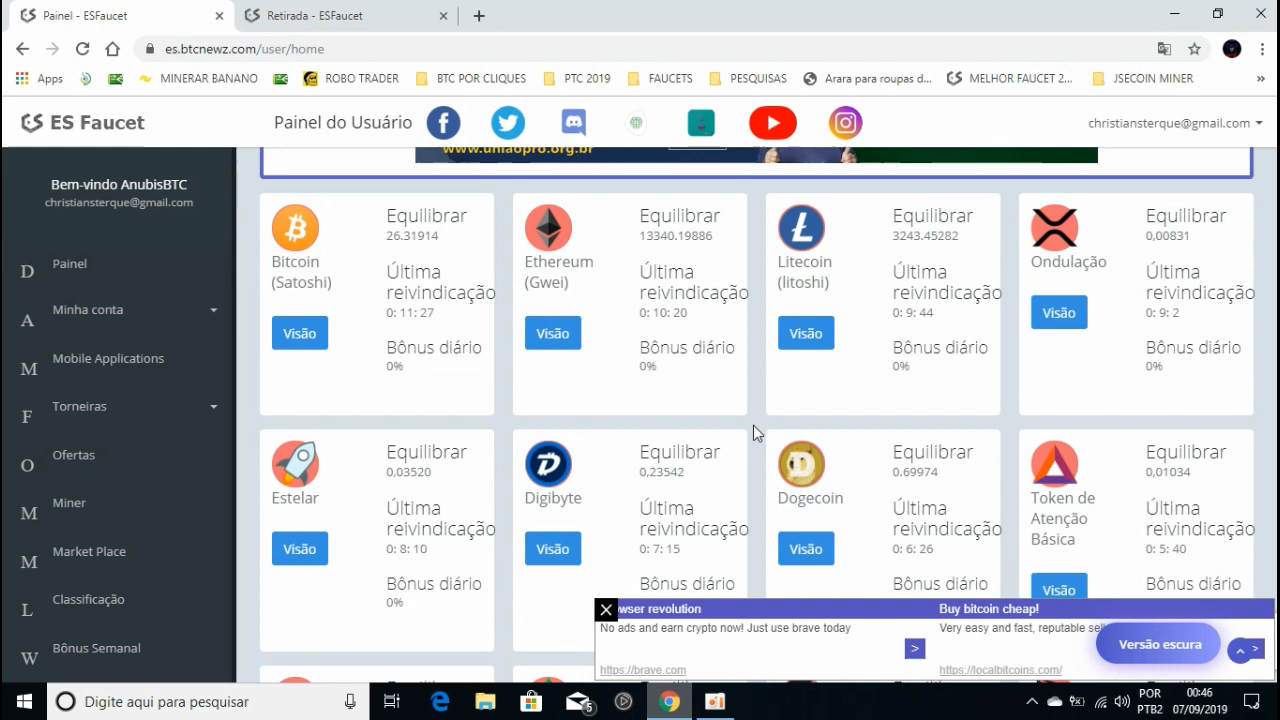 Painel - ESFaucet
Retirada - ESFaucet
es.btcnewz.com/user/home
Apps
MINERAR BANANO
ROBO TRADER
BTC POR CLIQUES
PTC 2019
FAUCETS
PESQUISAS
Arara para roupas d...
MELHOR FAUCET 2...
JSECOIN MINER
»
ES Faucet
Painel do Usuário
christiansterque@gmail.com
www.uniaopro.org.br
Bem-vindo AnubisBTC
christiansterque@gmail.com
D Painel
A Minha conta
M Mobile Applications
F Torneiras
O Ofertas
M Miner
M Market Place
L Classificação
W Bônus Semanal
Bitcoin
(Satoshi)
Visão
Equilibrar
26.31914
Última
reivindicação
0: 11: 27
Bônus diário
0%
Ethereum
(Gwei)
Visão
Equilibrar
13340.19886
Última
reivindicação
0: 10: 20
Bônus diário
0%
Litecoin
(litoshi)
Visão
Equilibrar
3243.45282
Última
reivindicação
0: 9: 44
Bônus diário
0%
Ondulação
Visão
Equilibrar
0,00831
Última
reivindicação
0: 9: 2
Bônus diário
0%
Estelar
Visão
Equilibrar
0,03520
Última
reivindicação
0: 8: 10
Bônus diário
0%
Digibyte
Visão
Equilibrar
0,23542
Última
reivindicação
0: 7: 15
Bônus diário
Dogecoin
Visão
Equilibrar
0.69974
Última
reivindicação
0: 6: 26
Bônus diário
Token de
Atenção
Básica
Visão
Equilibrar
0,01034
Última
reivindicação
0: 5: 40
Bônus diário
wser revolution
No ads and earn crypto now! Just use brave today
>
https://brave.com
Buy bitcoin cheap!
Very easy and fast, reputable sel
>
https://localbitcoins.com/
Versão escura
Digite aqui para pesquisar
5
POR
PTB2
00:46
07/09/2019